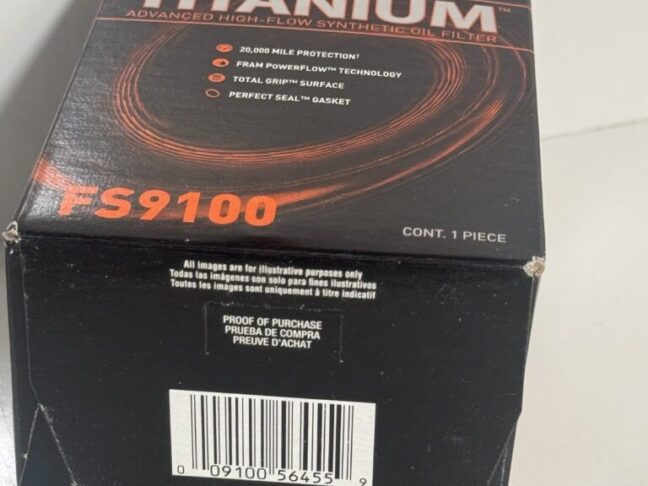 TITANIUM™
ADVANCED HIGH-FLOW SYNTHETIC OIL FILTER
20,000 MILE PROTECTION†
FRAM POWERFLOW™ TECHNOLOGY
TOTAL GRIP™ SURFACE
PERFECT SEAL™ GASKET
FS9100
CONT. 1 PIECE
All images are for illustrative purposes only
Todas las imágenes son solo para fines ilustrativos
Toutes les images sont uniquement à titre indicatif
PROOF OF PURCHASE
PRUEBA DE COMPRA
PREUVE D'ACHAT
0 09100 56455 9